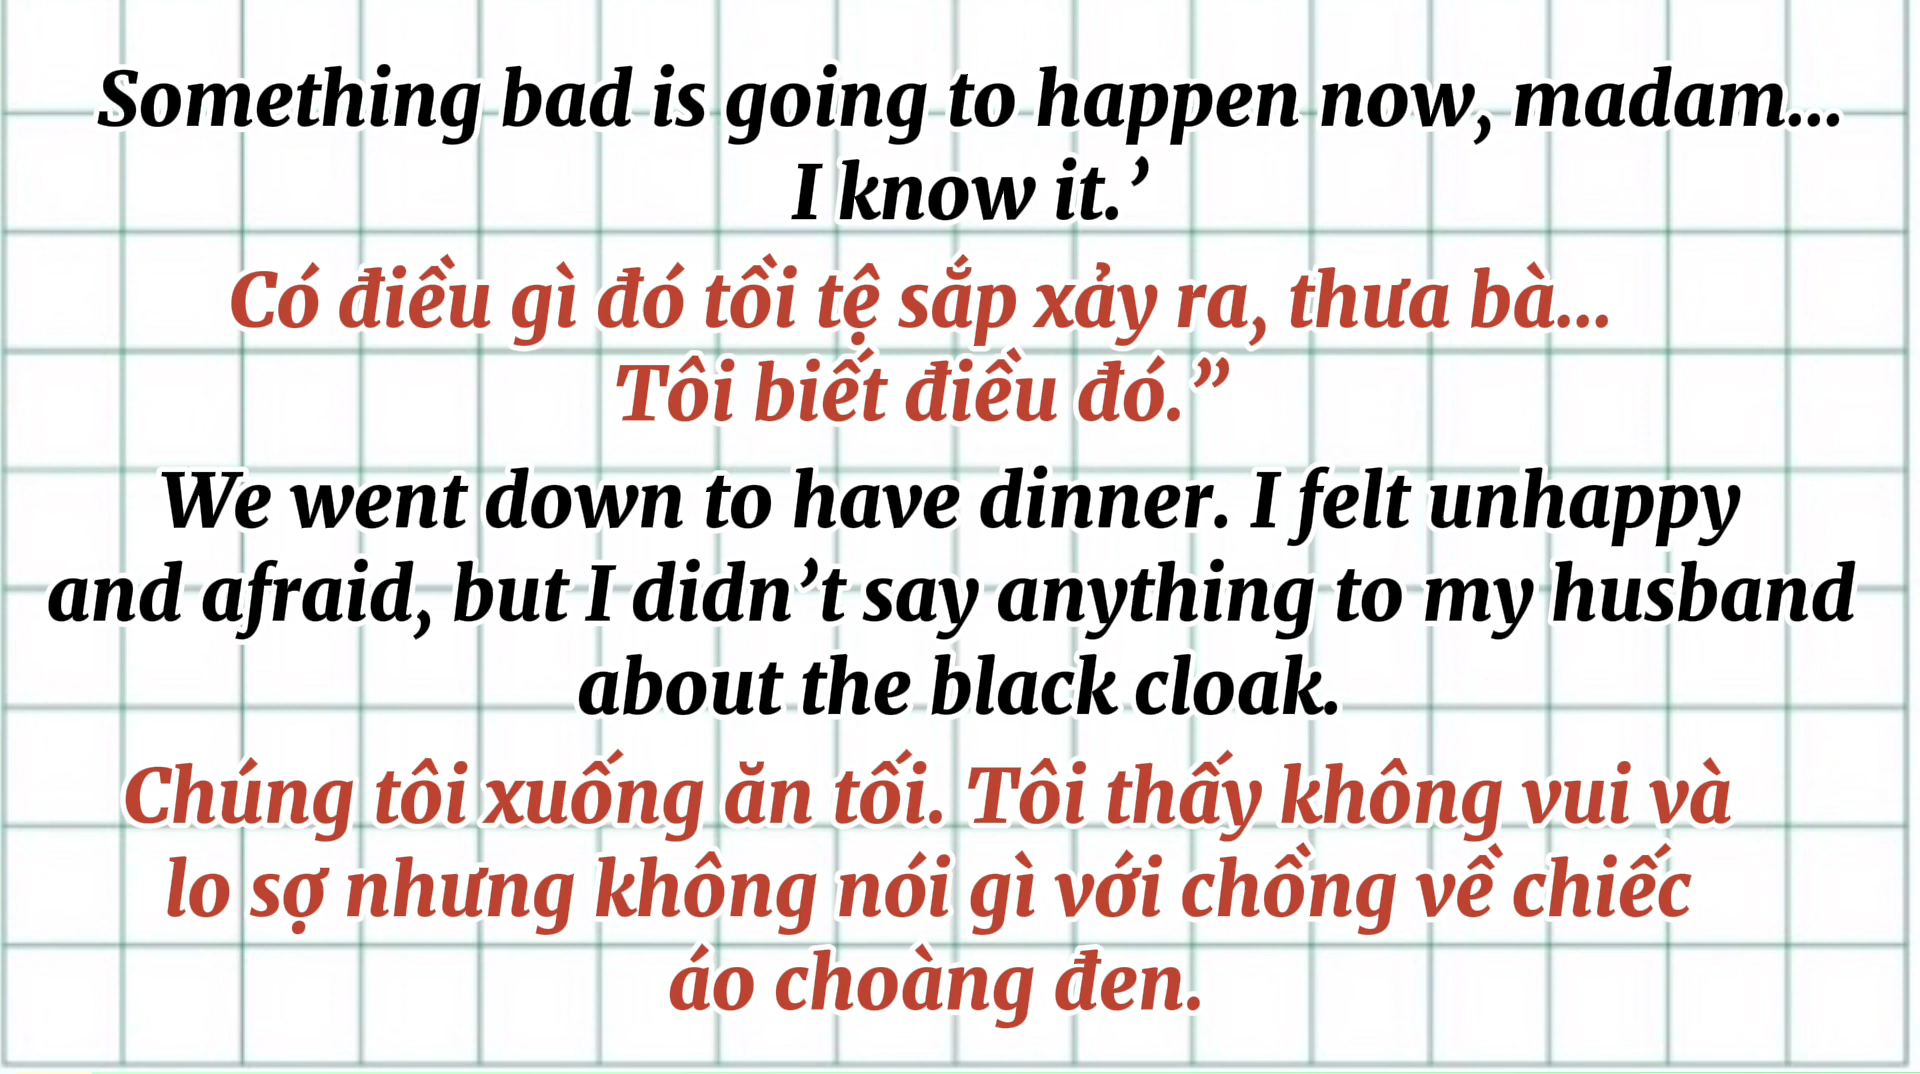 Something bad is going to happen now, madam...
I know it.’
Có điều gì đó tồi tệ sắp xảy ra, thưa bà...
Tôi biết điều đó.”
We went down to have dinner. I felt unhappy
and afraid, but I didn’t say anything to my husband
about the black cloak.
Chúng tôi xuống ăn tối. Tôi thấy không vui và
lo sợ nhưng không nói gì với chồng về chiếc
áo choàng đen.